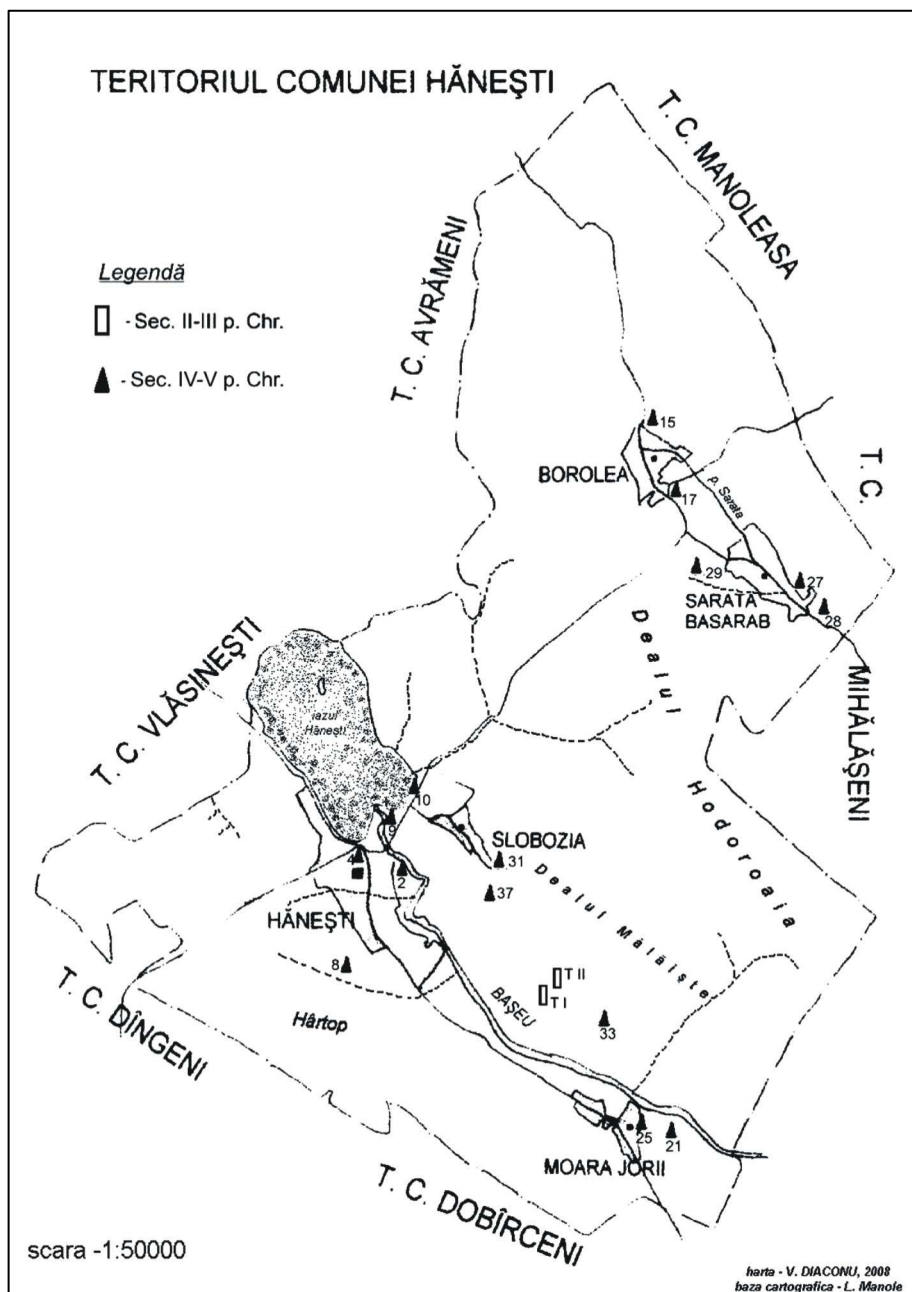 TERITORIUL COMUNEI HĂNEŞTI
T. C. MANOLEASA
T. C. AVRĂMENI
Legendă
- Sec. II-III p. Chr.
- Sec. IV-V p. Chr.
15
BOROLEA
17
p. Sarata
T. C.
MIHĂLĂŞENI
29
27
SARATA
BASARAB
28
Dealul
Hodoroaia
T. C. VLĂSINEŞTI
iazul
Hăneşti
10
9
SLOBOZIA
31
4
2
37
Dealul Mălăişte
HĂNEŞTI
8
T II
T I
BAŞEU
33
Hârtop
T. C. DÎNGENI
25
21
MOARA JORII
T. C. DOBÎRCENI
scara -1:50000
harta - V. DIACONU, 2008
baza cartografica - L. Manole